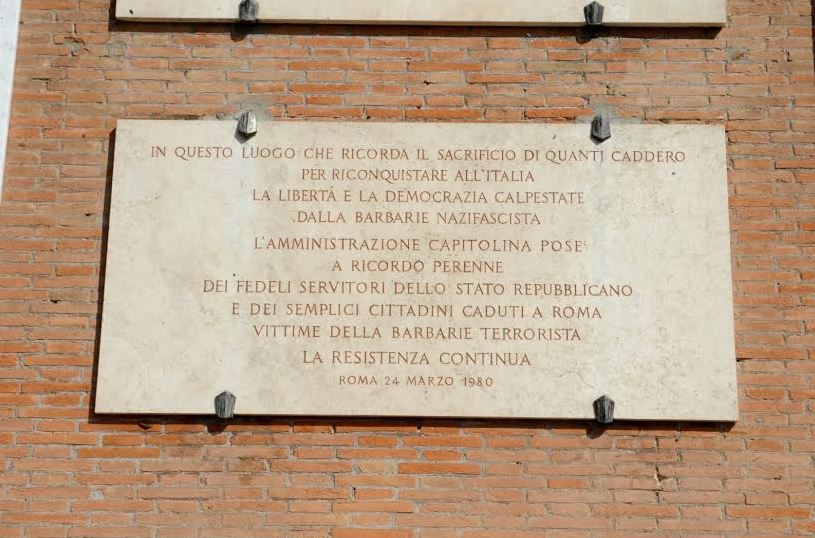 IN QUESTO LUOGO CHE RICORDA IL SACRIFICIO DI QUANTI CADDERO
PER RICONQUISTARE ALL'ITALIA
LA LIBERTÀ E LA DEMOCRAZIA CALPESTATE
DALLA BARBARIE NAZIFASCISTA
L'AMMINISTRAZIONE CAPITOLINA POSE
A RICORDO PERENNE
DEI FEDELI SERVITORI DELLO STATO REPUBBLICANO
E DEI SEMPLICI CITTADINI CADUTI A ROMA
VITTIME DELLA BARBARIE TERRORISTA
LA RESISTENZA CONTINUA
ROMA 24 MARZO 1980